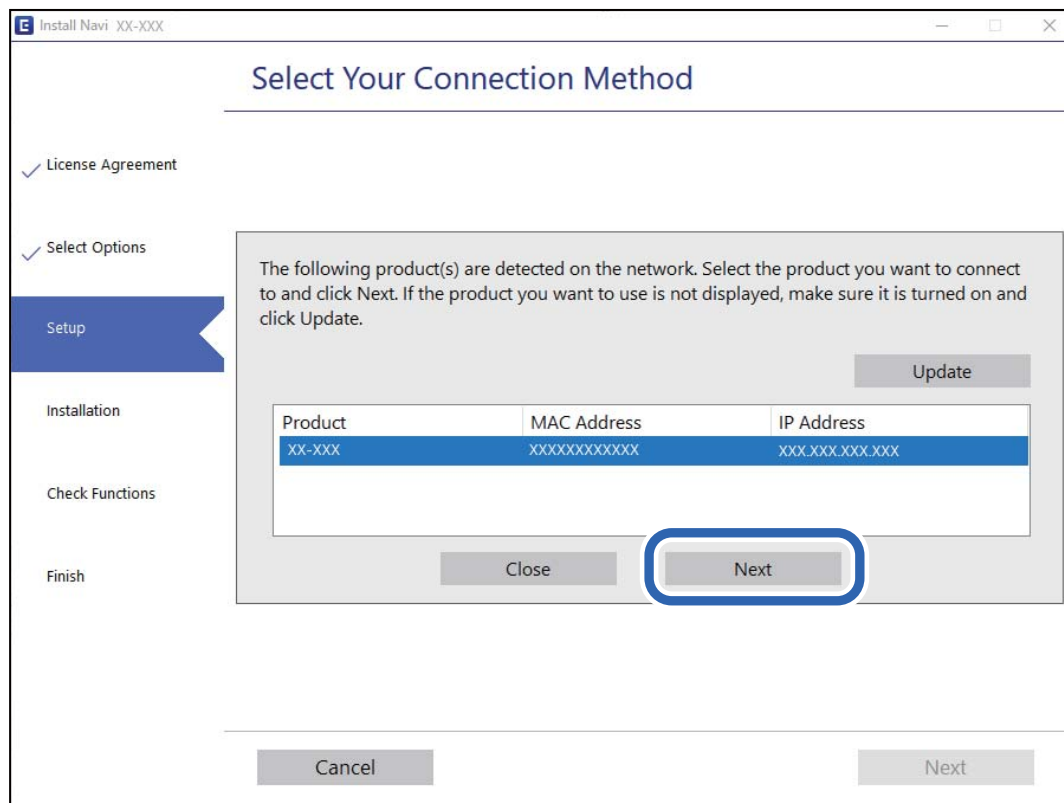 E Install Navi XX-XXX
Select Your Connection Method
License Agreement
Select Options
Setup
Installation
Check Functions
Finish
The following product(s) are detected on the network. Select the product you want to connect
to and click Next. If the product you want to use is not displayed, make sure it is turned on and
click Update.
Update
Product MAC Address IP Address
XX-XXX XXXXXXXXXXXX XXX.XXX.XXX.XXX
Close Next
Cancel Next